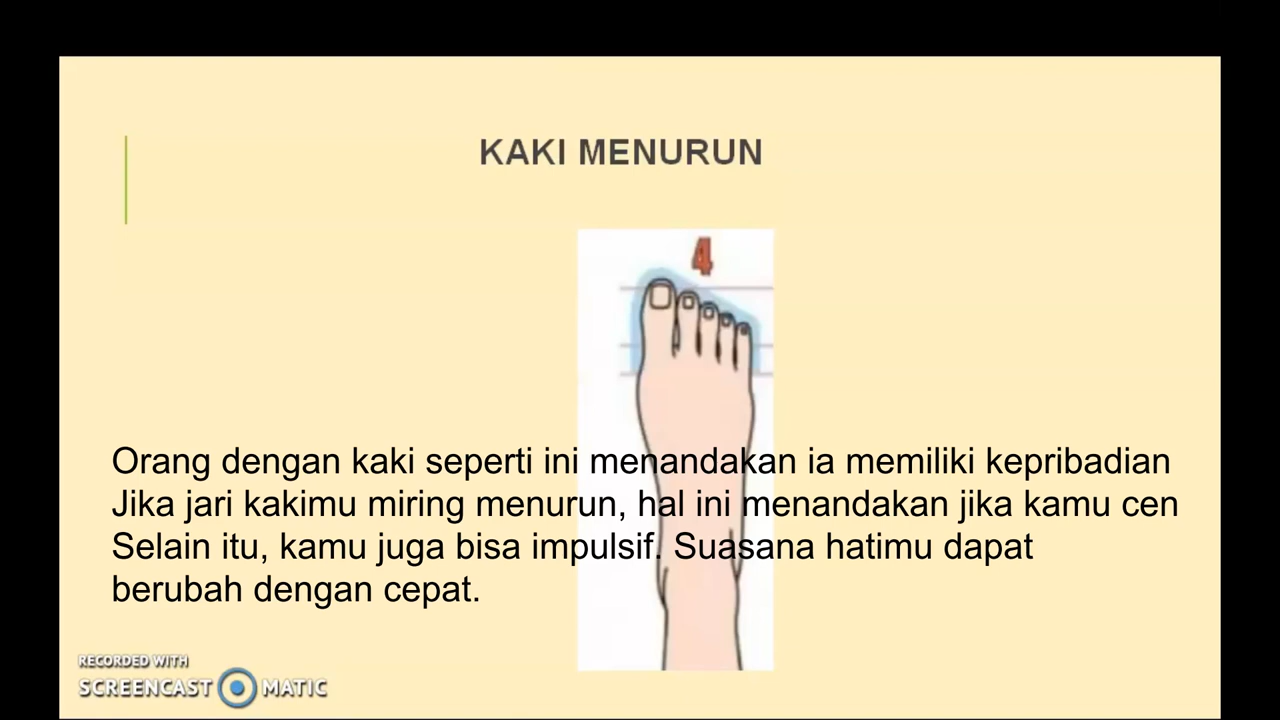 KAKI MENURUN
4
Orang dengan kaki seperti ini menandakan ia memiliki kepribadian
Jika jari kakimu miring menurun, hal ini menandakan jika kamu cen
Selain itu, kamu juga bisa impulsif. Suasana hatimu dapat
berubah dengan cepat.
RECORDED WITH
SCREENCAST MATIC